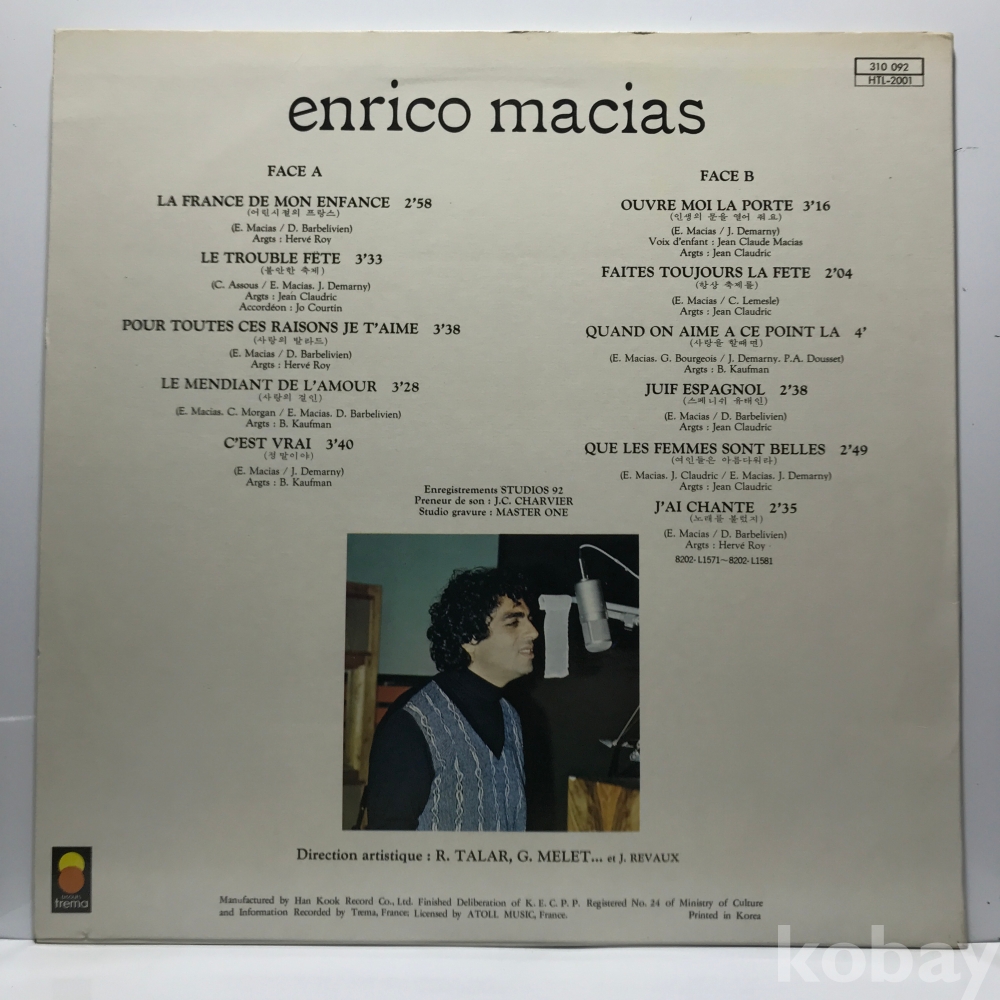 310 092
HTL-2001
enrico macias
FACE A
LA FRANCE DE MON ENFANCE 2'58
(어린시절의 프랑스)
(E. Macias / D. Barbelivien)
Argts : Hervé Roy
LE TROUBLE FÊTE 3'33
(불안한 축제)
(C. Assous / E. Macias. J. Demarny)
Argts : Jean Claudric
Accordéon : Jo Courtin
POUR TOUTES CES RAISONS JE T'AIME 3'38
(사랑의 발라드)
(E. Macias / D. Barbelivien)
Argts : Hervé Roy
LE MENDIANT DE L'AMOUR 3'28
(사랑의 걸인)
(E. Macias. C. Morgan / E. Macias. D. Barbelivien)
Argts : B. Kaufman
C'EST VRAI 3'40
(정말이야)
(E. Macias / J. Demarny)
Argts : B. Kaufman
FACE B
OUVRE MOI LA PORTE 3'16
(인생의 문을 열어 줘요)
(E. Macias / J. Demarny)
Voix d'enfant : Jean Claude Macias
Argts : Jean Claudric
FAITES TOUJOURS LA FETE 2'04
(항상 축제를)
(E. Macias / C. Lemesle)
Argts : Jean Claudric
QUAND ON AIME A CE POINT LA 4'
(사랑을 할때면)
(E. Macias. G. Bourgeois / J. Demarny. P.A. Dousset)
Argts : B. Kaufman
JUIF ESPAGNOL 2'38
(스페니쉬 유태인)
(E. Macias / D. Barbelivien)
Argts : Jean Claudric
QUE LES FEMMES SONT BELLES 2'49
(여인들은 아름다워라)
(E. Macias. J. Claudric / E. Macias. J. Demarny)
Argts : Jean Claudric
J'AI CHANTE 2'35
(노래를 불렀지)
(E. Macias / D. Barbelivien)
Argts : Hervé Roy
8202-L1571~8202-L1581
Enregistrements STUDIOS 92
Preneur de son : J.C. CHARVIER
Studio gravure : MASTER ONE
Direction artistique : R. TALAR, G. MELET... et J. REVAUX
disques
trema
Manufactured by Han Kook Record Co., Ltd. Finished Deliberation of K. E. C. P. P. Registered No. 24 of Ministry of Culture
and Information Recorded by Trema, France: Licensed by ATOLL MUSIC, France. Printed in Korea
kobay